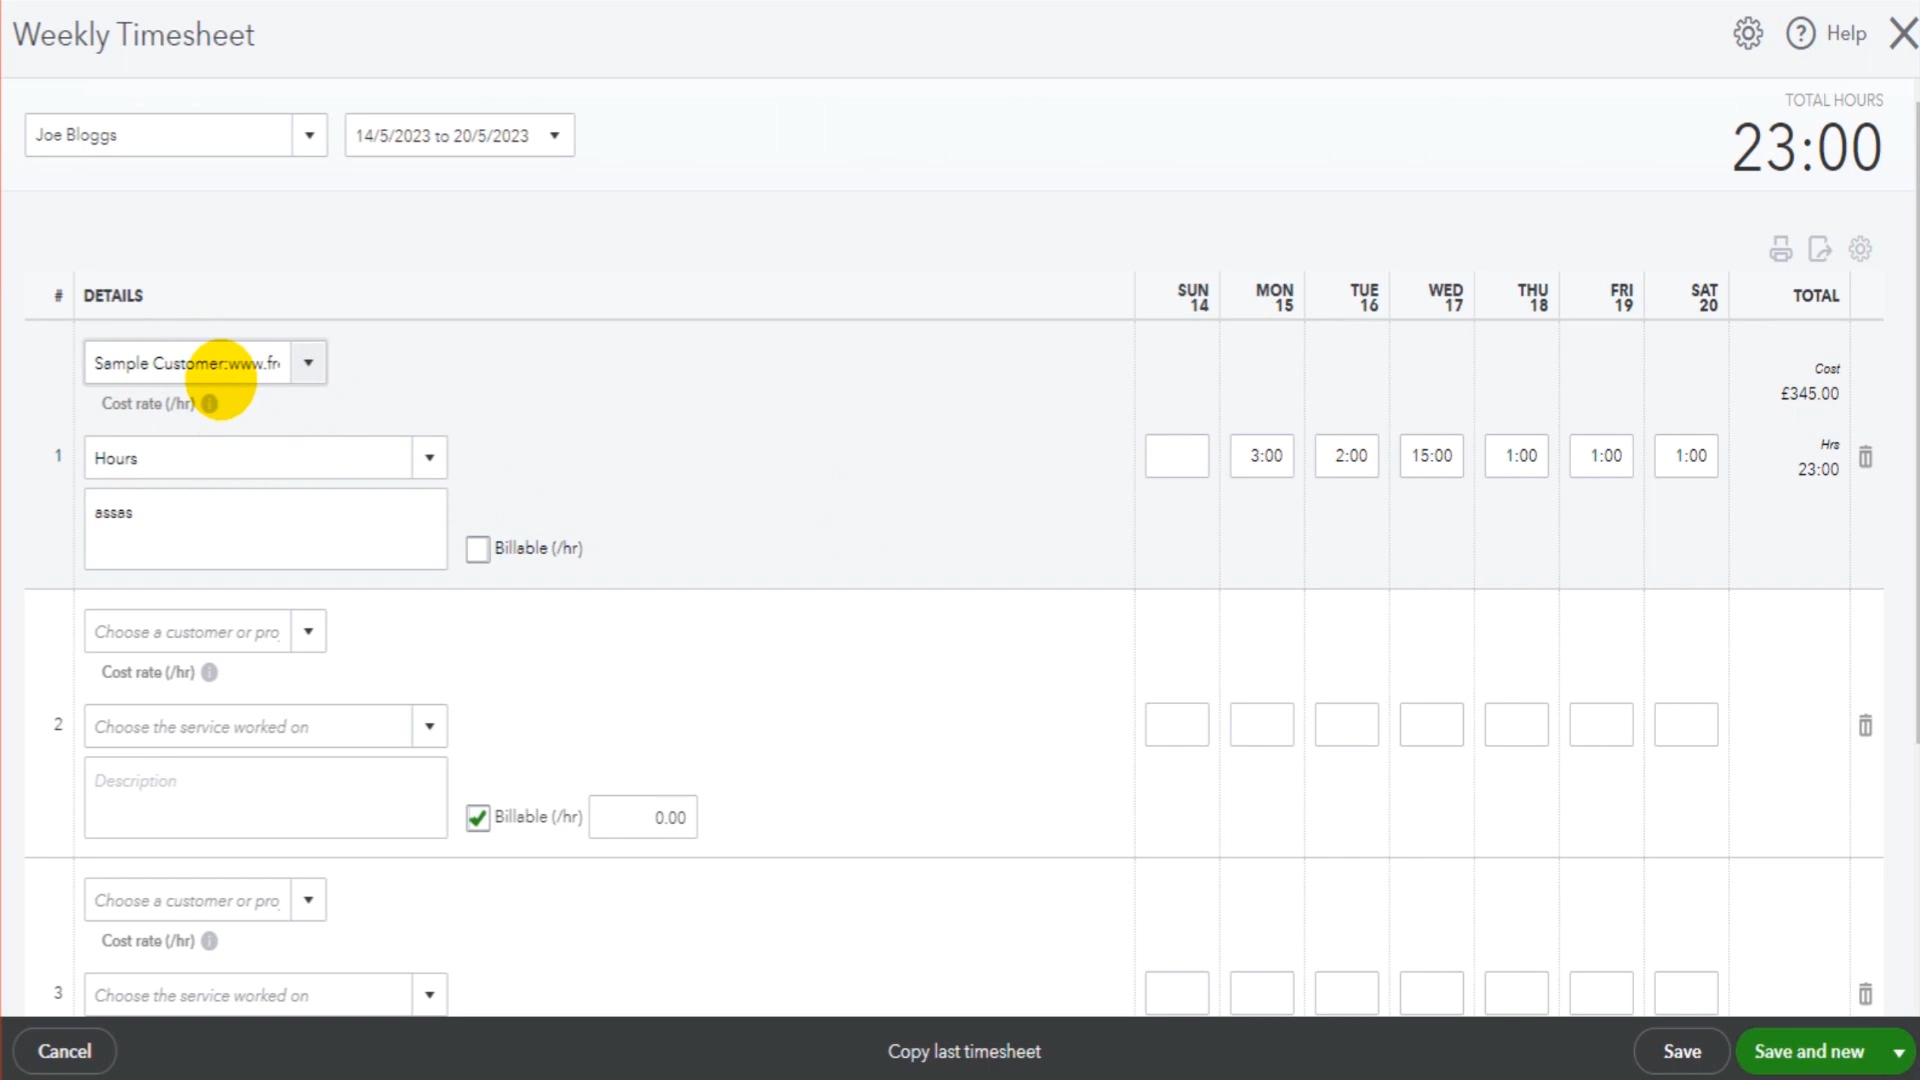 Weekly Timesheet
Help
TOTAL HOURS
23:00
Joe Bloggs
14/5/2023 to 20/5/2023
# DETAILS SUN 14 MON 15 TUE 16 WED 17 THU 18 FRI 19 SAT 20 TOTAL
Sample Customer:www.fr
Cost rate (/hr)
Cost
£345.00
1 Hours 3:00 2:00 15:00 1:00 1:00 1:00
Hrs
23:00
assas
Billable (/hr)
Choose a customer or pro
Cost rate (/hr)
2 Choose the service worked on
Description
Billable (/hr) 0.00
Choose a customer or pro
Cost rate (/hr)
3 Choose the service worked on
Cancel Copy last timesheet Save Save and new